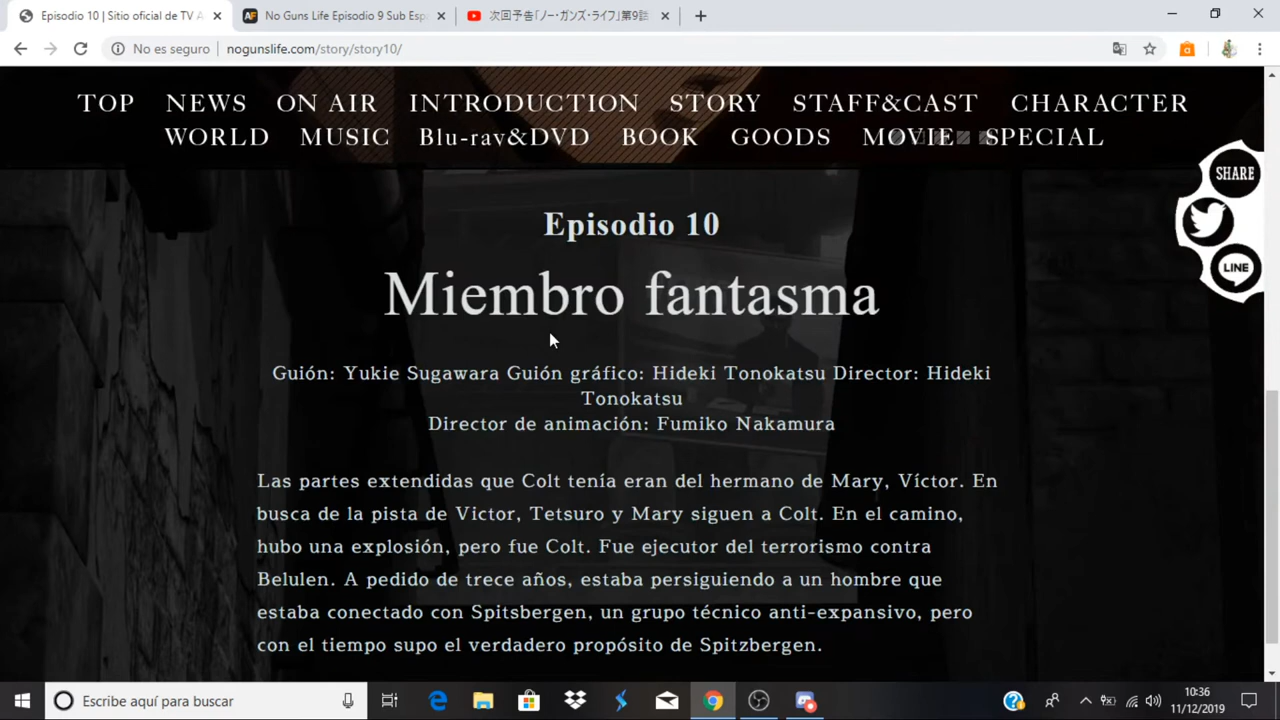 Episodio 10 | Sitio oficial de TV A
No Guns Life Episodio 9 Sub Esp
次回予告「ノー・ガンズ・ライフ」第9話
No es seguro
nogunslife.com/story/story10/
TOP NEWS ON AIR INTRODUCTION STORY STAFF&CAST CHARACTER
WORLD MUSIC Blu-ray&DVD BOOK GOODS MOVIE SPECIAL
SHARE
LINE
Episodio 10
Miembro fantasma
Guión: Yukie Sugawara Guión gráfico: Hideki Tonokatsu Director: Hideki
Tonokatsu
Director de animación: Fumiko Nakamura
Las partes extendidas que Colt tenía eran del hermano de Mary, Víctor. En
busca de la pista de Victor, Tetsuro y Mary siguen a Colt. En el camino,
hubo una explosión, pero fue Colt. Fue ejecutor del terrorismo contra
Belulen. A pedido de trece años, estaba persiguiendo a un hombre que
estaba conectado con Spitsbergen, un grupo técnico anti-expansivo, pero
con el tiempo supo el verdadero propósito de Spitzbergen.
Escribe aquí para buscar
10:36
11/12/2019